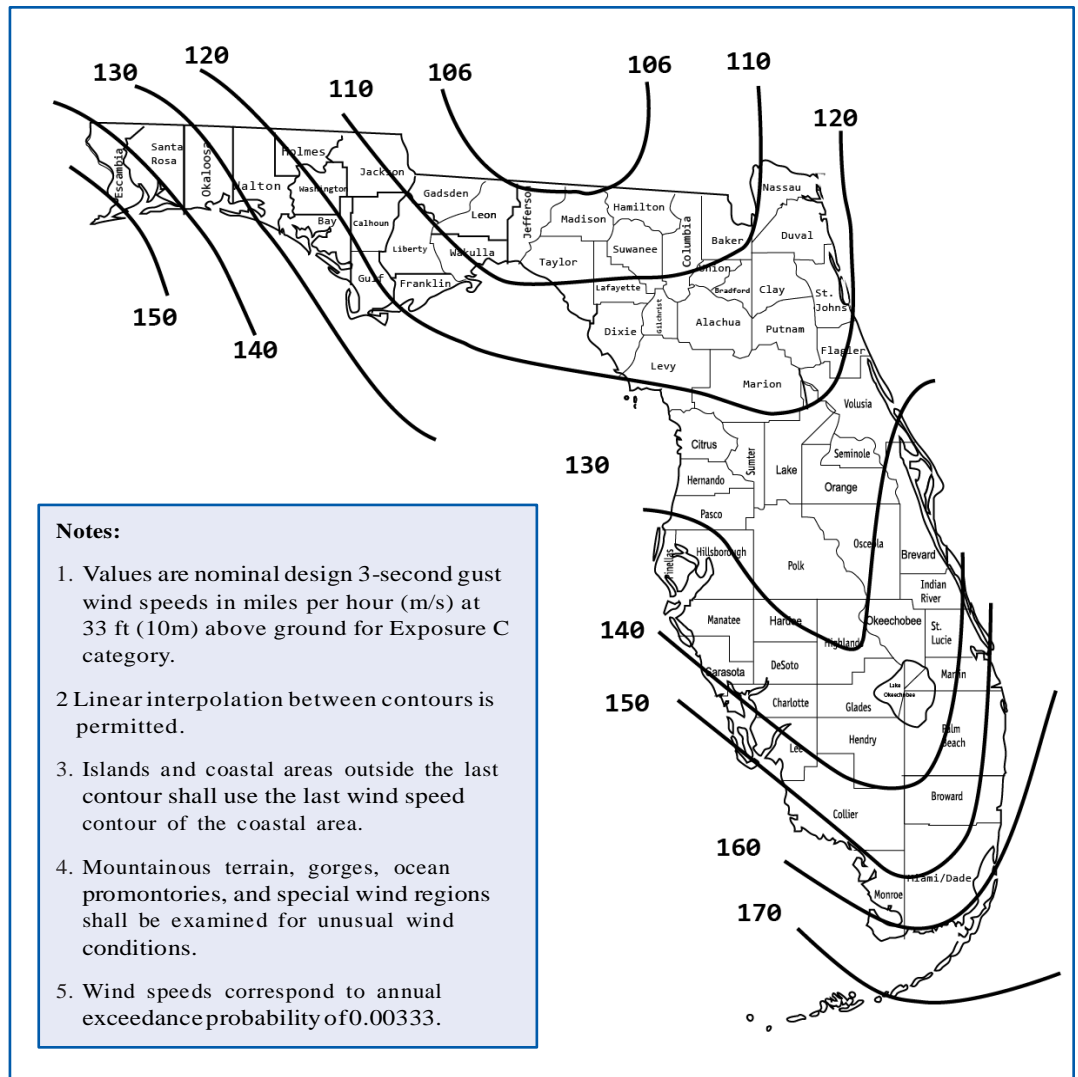 120
130
106
106
110
110
120
Escambia
Santa
Rosa
Okaloosa
Walton
Holmes
Washington
Jackson
Bay
Calhoun
Gulf
Liberty
Gadsden
Leon
Wakulla
Franklin
Jefferson
Madison
Taylor
Hamilton
Suwanee
Lafayette
Columbia
Baker
Nassau
Duval
Union
Bradford
Clay
St.
Johns
Gilchrist
Alachua
Putnam
Dixie
Levy
Marion
Flagler
Volusia
150
140
130
Citrus
Sumter
Lake
Seminole
Orange
Hernando
Pasco
Pinellas
Hillsborough
Polk
Osceola
Brevard
Indian
River
Manatee
Hardee
Highland
Okeechobee
St.
Lucie
140
Sarasota
DeSoto
Martin
150
Charlotte
Glades
Lake
Okeechobee
Lee
Hendry
Palm
Beach
Collier
Broward
160
Monroe
Miami/Dade
170
Notes:
1. Values are nominal design 3-second gust
wind speeds in miles per hour (m/s) at
33 ft (10m) above ground for Exposure C
category.
2 Linear interpolation between contours is
permitted.
3. Islands and coastal areas outside the last
contour shall use the last wind speed
contour of the coastal area.
4. Mountainous terrain, gorges, ocean
promontories, and special wind regions
shall be examined for unusual wind
conditions.
5. Wind speeds correspond to annual
exceedance probability of 0.00333.